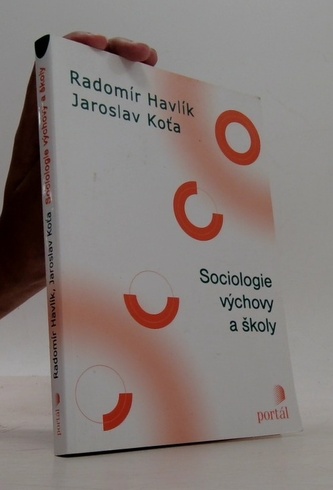 Radomír Havlík
Jaroslav Koťa
Sociologie
výchovy
a školy
portál
Radomír Havlík, Jaroslav Koťa Sociologie výchovy a školy
portál